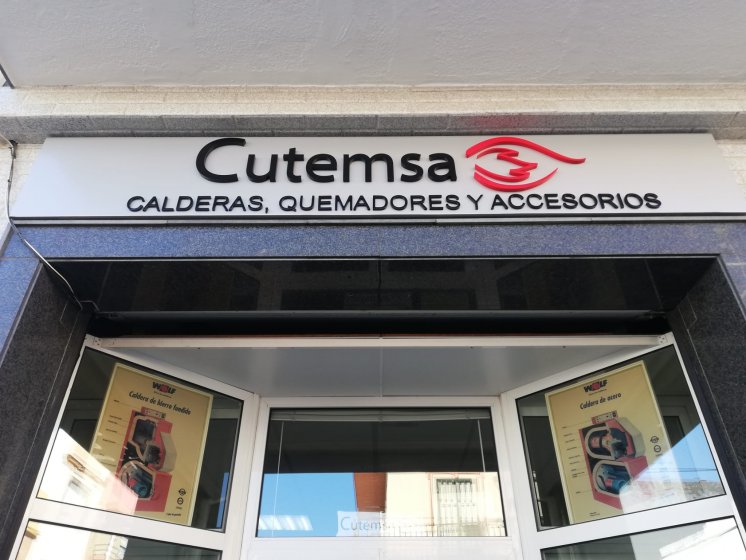 Cutemsa
CALDERAS, QUEMADORES Y ACCESORIOS
WOLF
Caldera de hierro fundido
WOLF
Caldera de acero
Cutemsa